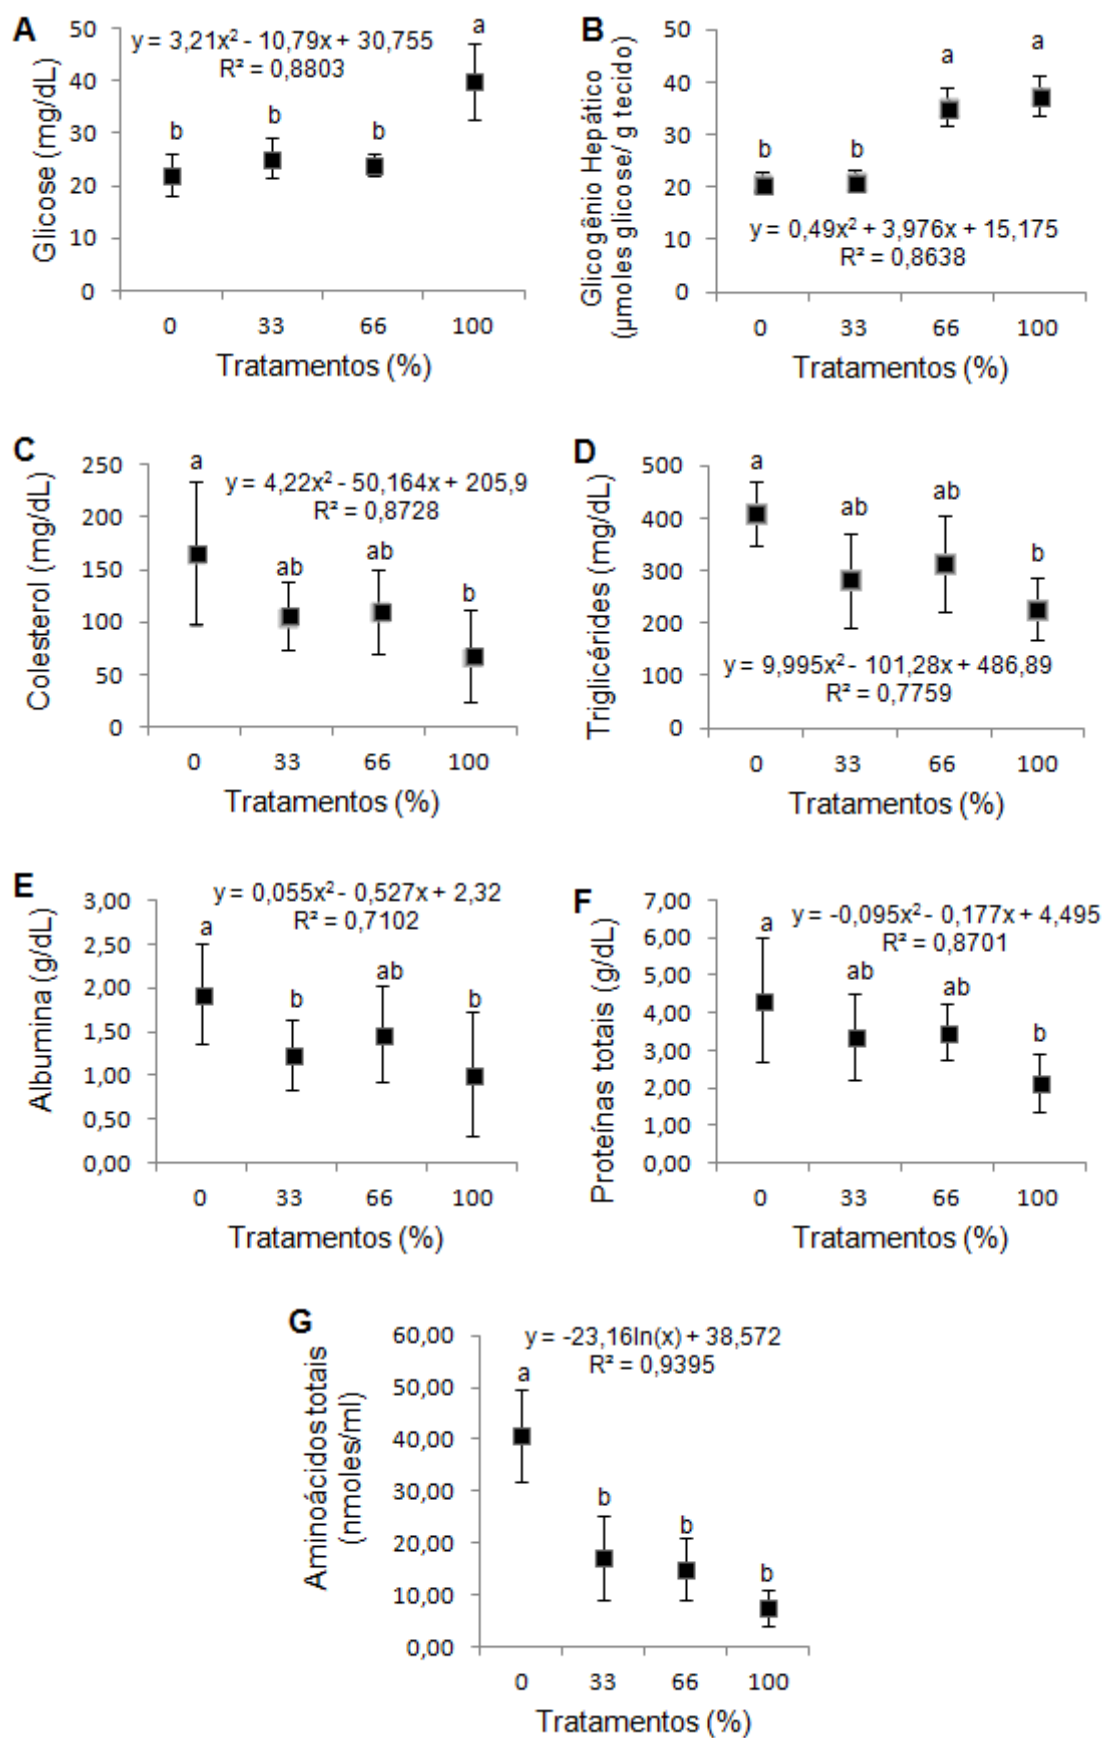 A
y = 3,21x² - 10,79x + 30,755
R² = 0,8803
Glicose (mg/dL)
50
40
30
20
10
0
b
b
b
a
0 33 66 100
Tratamentos (%)
B
Glicogênio Hepático
(µmoles glicose/ g tecido)
50
40
30
20
10
0
b
b
a
a
y = 0,49x² + 3,976x + 15,175
R² = 0,8638
0 33 66 100
Tratamentos (%)
C
y = 4,22x² - 50,164x + 205,9
R² = 0,8728
Colesterol (mg/dL)
250
200
150
100
50
0
a
ab
ab
b
0 33 66 100
Tratamentos (%)
D
Triglicérides (mg/dL)
500
400
300
200
100
0
a
ab
ab
b
y = 9,995x² - 101,28x + 486,89
R² = 0,7759
0 33 66 100
Tratamentos (%)
E
y = 0,055x² - 0,527x + 2,32
R² = 0,7102
Albumina (g/dL)
3,00
2,50
2,00
1,50
1,00
0,50
0,00
a
b
ab
b
0 33 66 100
Tratamentos (%)
F
y = -0,095x² - 0,177x + 4,495
R² = 0,8701
Proteínas totais (g/dL)
7,00
6,00
5,00
4,00
3,00
2,00
1,00
0,00
a
ab
ab
b
0 33 66 100
Tratamentos (%)
G
y = -23,16ln(x) + 38,572
R² = 0,9395
Aminoácidos totais
(nmoles/ml)
60,00
50,00
40,00
30,00
20,00
10,00
0,00
a
b
b
b
0 33 66 100
Tratamentos (%)